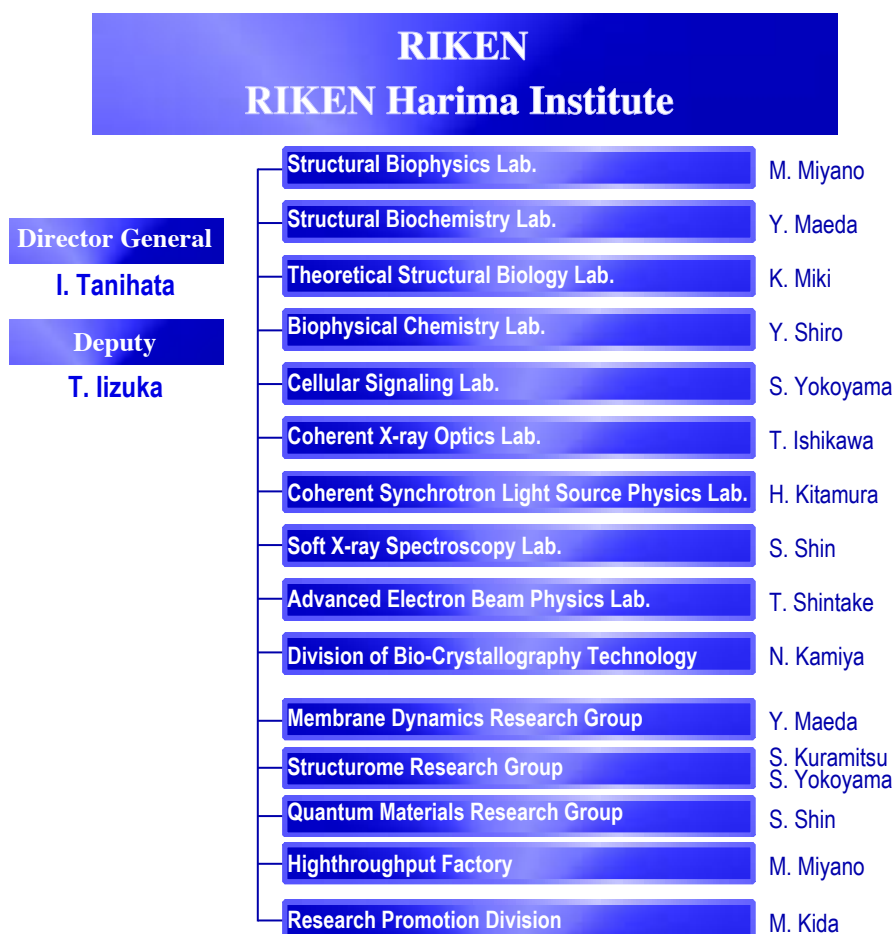 RIKEN
RIKEN Harima Institute
Director General
I. Tanihata
Deputy
T. Iizuka
Structural Biophysics Lab. M. Miyano
Structural Biochemistry Lab. Y. Maeda
Theoretical Structural Biology Lab. K. Miki
Biophysical Chemistry Lab. Y. Shiro
Cellular Signaling Lab. S. Yokoyama
Coherent X-ray Optics Lab. T. Ishikawa
Coherent Synchrotron Light Source Physics Lab. H. Kitamura
Soft X-ray Spectroscopy Lab. S. Shin
Advanced Electron Beam Physics Lab. T. Shintake
Division of Bio-Crystallography Technology N. Kamiya
Membrane Dynamics Research Group Y. Maeda
Structurome Research Group S. Kuramitsu
S. Yokoyama
Quantum Materials Research Group S. Shin
Highthroughput Factory M. Miyano
Research Promotion Division M. Kida